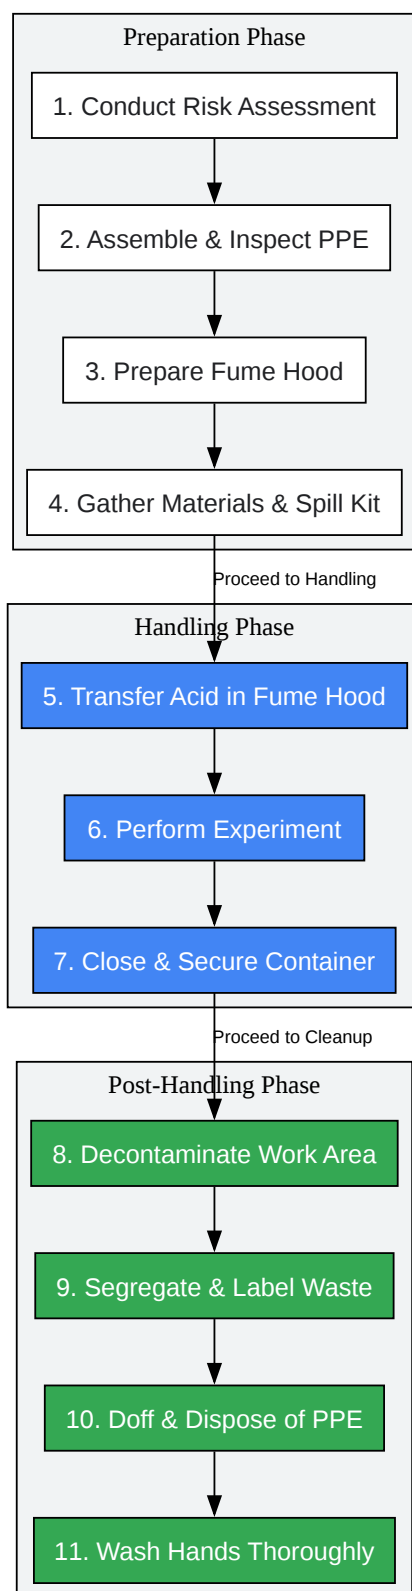 Preparation Phase
1. Conduct Risk Assessment
2. Assemble & Inspect PPE
3. Prepare Fume Hood
4. Gather Materials & Spill Kit
Proceed to Handling
Handling Phase
5. Transfer Acid in Fume Hood
6. Perform Experiment
7. Close & Secure Container
Proceed to Cleanup
Post-Handling Phase
8. Decontaminate Work Area
9. Segregate & Label Waste
10. Doff & Dispose of PPE
11. Wash Hands Thoroughly